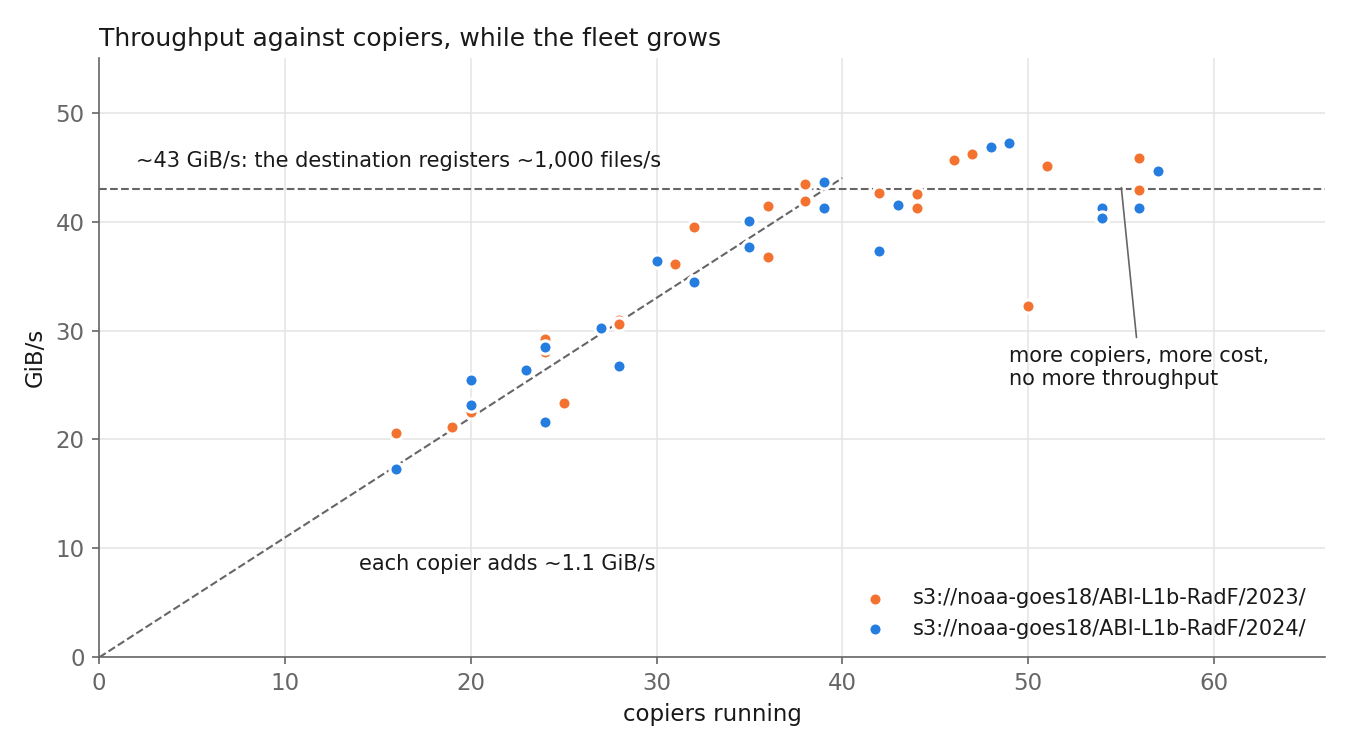 Throughput against copiers, while the fleet grows
GiB/s
50
40
30
20
10
0
~43 GiB/s: the destination registers ~1,000 files/s
more copiers, more cost,
no more throughput
each copier adds ~1.1 GiB/s
s3://noaa-goes18/ABI-L1b-RadF/2023/
s3://noaa-goes18/ABI-L1b-RadF/2024/
0 10 20 30 40 50 60
copiers running